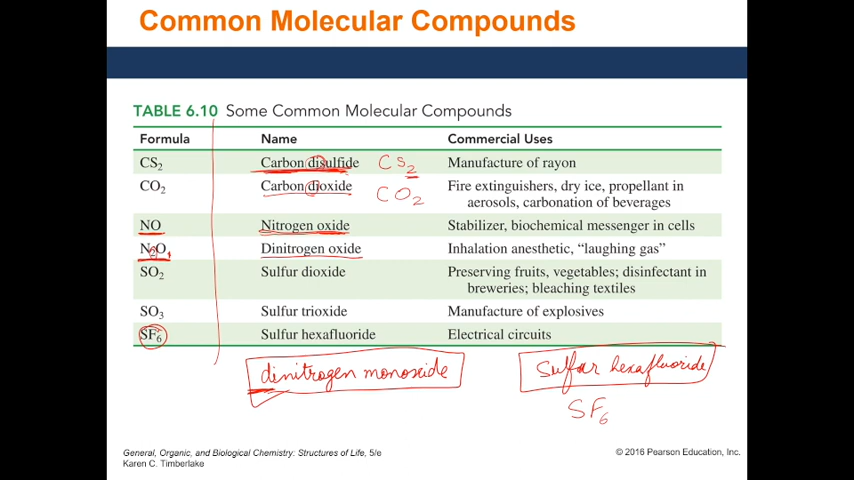 Common Molecular Compounds
TABLE 6.10 Some Common Molecular Compounds
Formula Name Commercial Uses
CS₂ Carbon disulfide CS₂ Manufacture of rayon
CO₂ Carbon dioxide CO₂ Fire extinguishers, dry ice, propellant in
aerosols, carbonation of beverages
NO Nitrogen oxide Stabilizer, biochemical messenger in cells
N₂O₁ Dinitrogen oxide Inhalation anesthetic, “laughing gas”
SO₂ Sulfur dioxide Preserving fruits, vegetables; disinfectant in
breweries; bleaching textiles
SO₃ Sulfur trioxide Manufacture of explosives
SF₆ Sulfur hexafluoride Electrical circuits
dinitrogen monoxide Sulfur hexafluoride
SF₆
General, Organic, and Biological Chemistry: Structures of Life, 5/e © 2016 Pearson Education, Inc.
Karen C. Timberlake